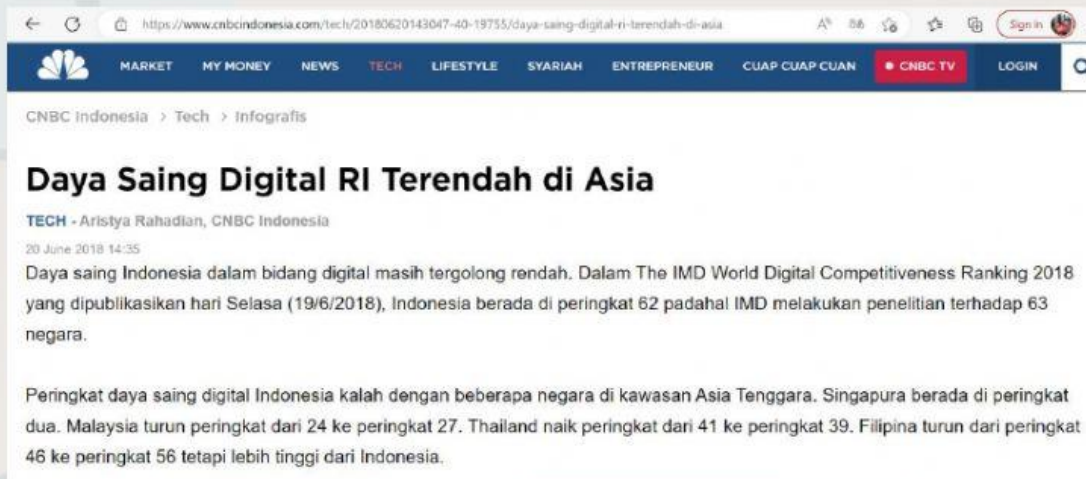 https://www.cnbcindonesia.com/tech/20180620143047-40-19755/daya-saing-digital-ri-terendah-di-asia
Sign in
MARKET MY MONEY NEWS TECH LIFESTYLE SYARIAH ENTREPRENEUR CUAP CUAP CUAN CNBC TV LOGIN
CNBC Indonesia > Tech > Infografis
Daya Saing Digital RI Terendah di Asia
TECH - Aristya Rahadian, CNBC Indonesia
20 June 2018 14:35
Daya saing Indonesia dalam bidang digital masih tergolong rendah. Dalam The IMD World Digital Competitiveness Ranking 2018
yang dipublikasikan hari Selasa (19/6/2018), Indonesia berada di peringkat 62 padahal IMD melakukan penelitian terhadap 63
negara.
Peringkat daya saing digital Indonesia kalah dengan beberapa negara di kawasan Asia Tenggara. Singapura berada di peringkat
dua. Malaysia turun peringkat dari 24 ke peringkat 27. Thailand naik peringkat dari 41 ke peringkat 39. Filipina turun dari peringkat
46 ke peringkat 56 tetapi lebih tinggi dari Indonesia.